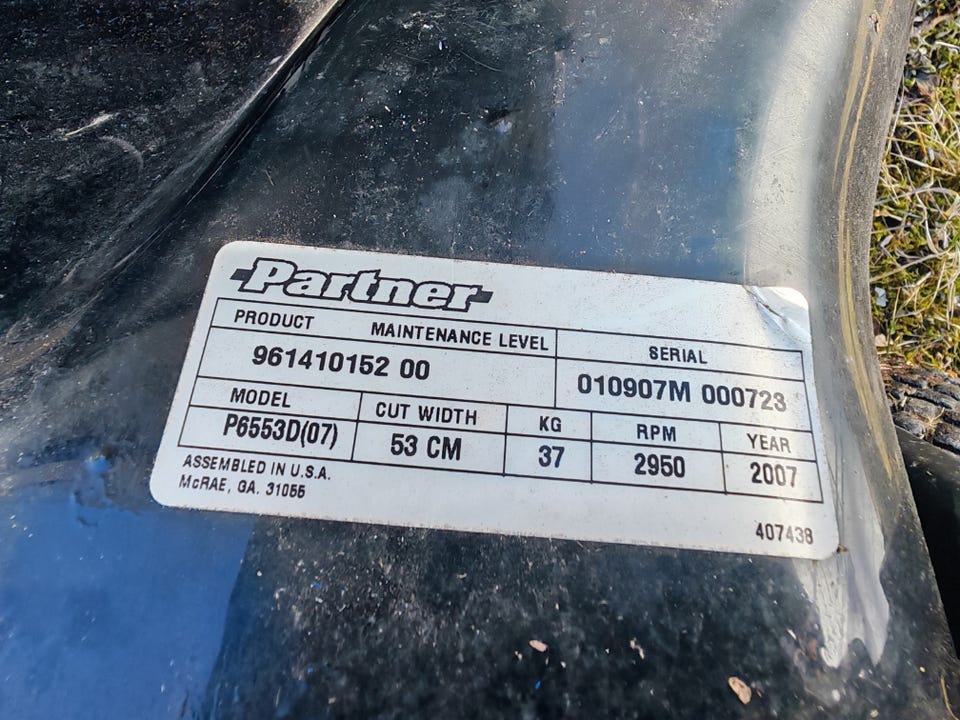 Partner
PRODUCT MAINTENANCE LEVEL SERIAL
961410152 00 010907M 000723
MODEL CUT WIDTH KG RPM YEAR
P6553D(07) 53 CM 37 2950 2007
ASSEMBLED IN U.S.A.
McRAE, GA. 31055
407438